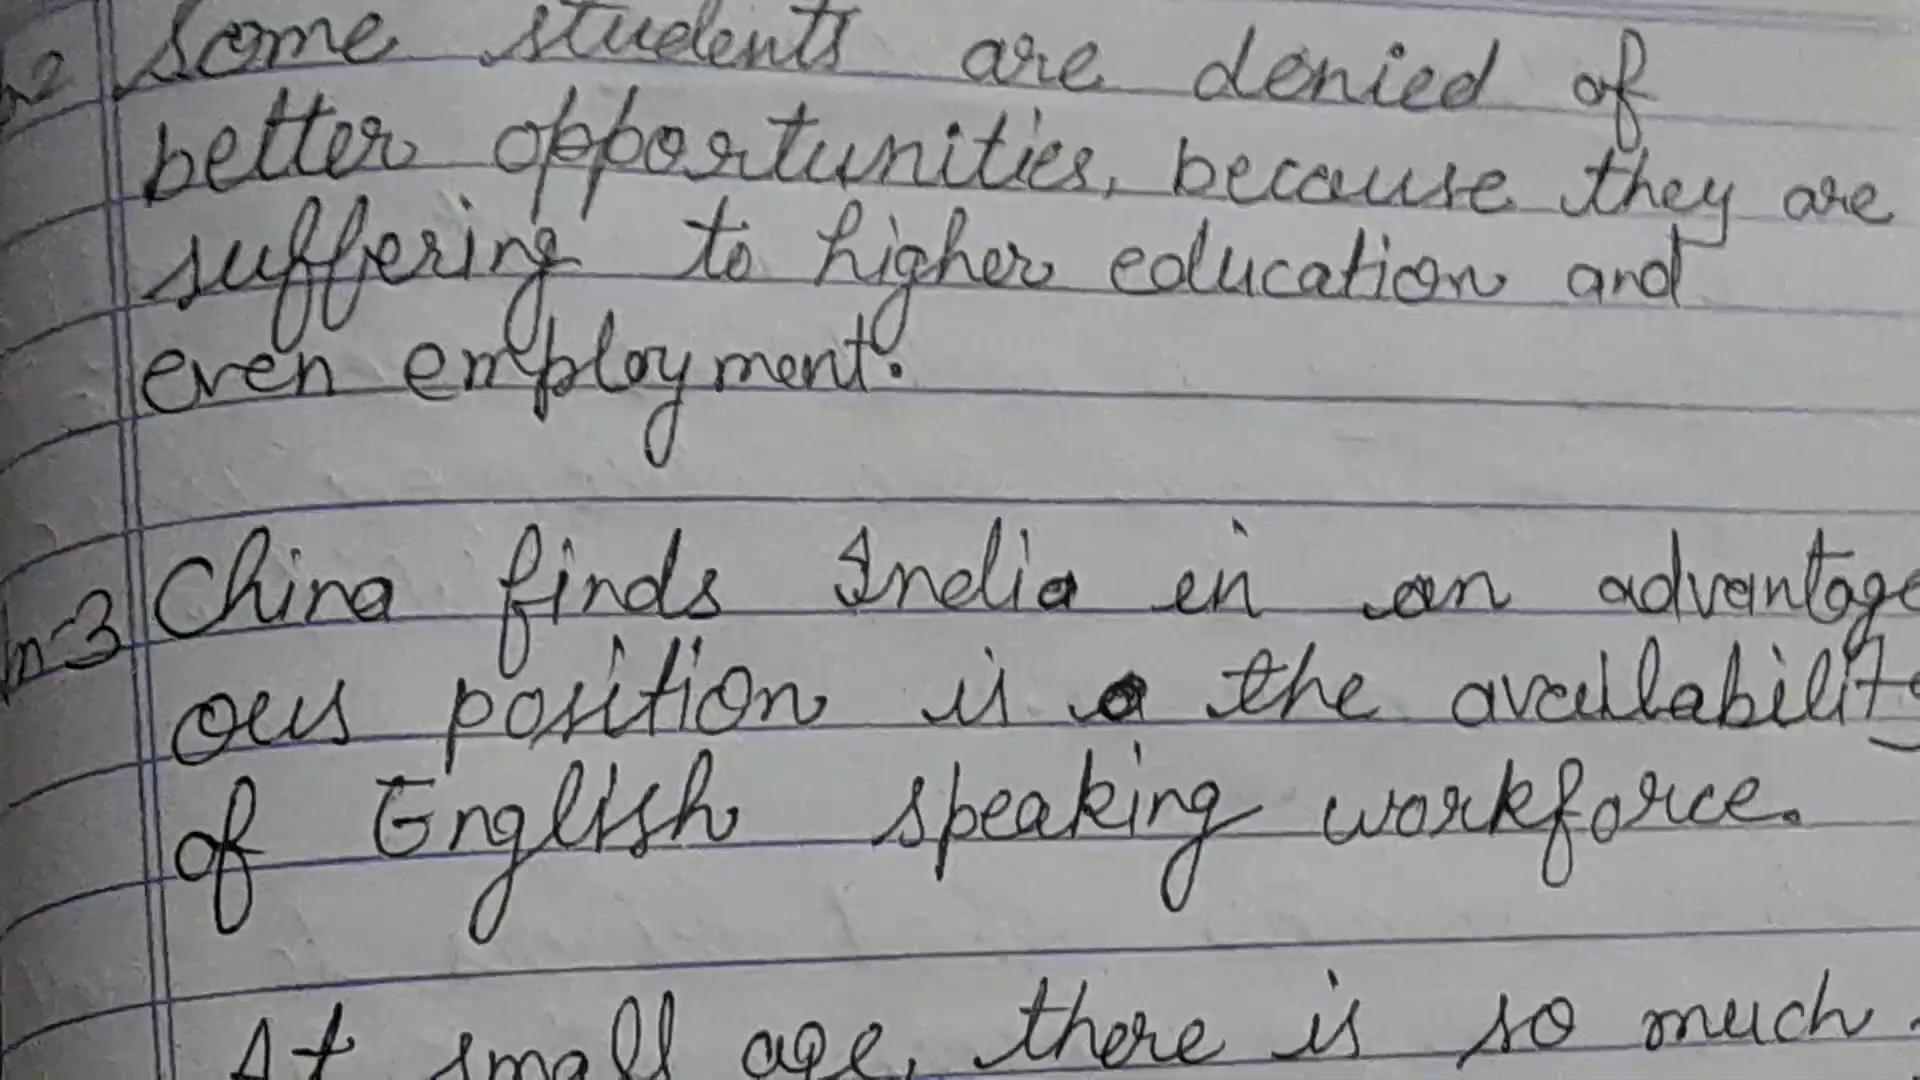 Some students are denied of
better opportunities, because they are
suffering to higher education and
even employment.
n-3 China finds India in an advantage
ous position is a the availability
of English speaking workforce.
At small age, there is so much